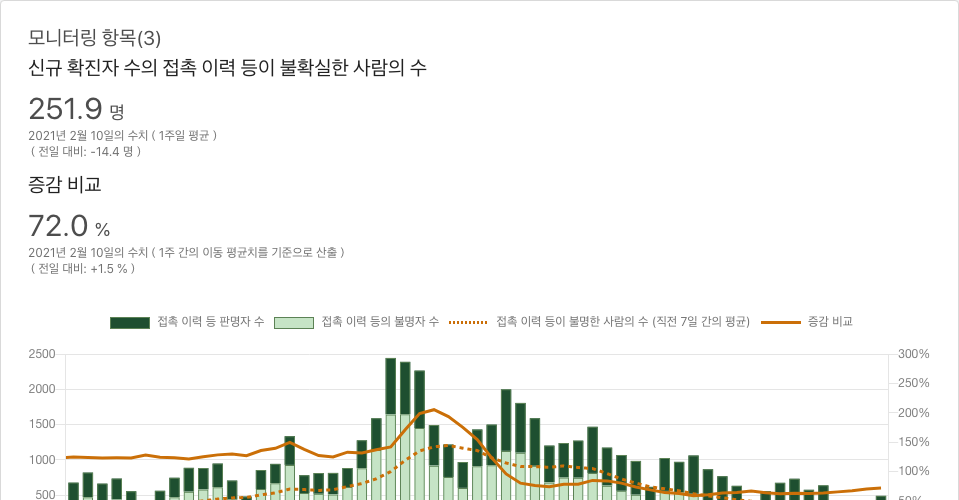 모니터링 항목(3)
신규 확진자 수의 접촉 이력 등이 불확실한 사람의 수
251.9 명
2021년 2월 10일의 수치 ( 1주일 평균 )
( 전일 대비: -14.4 명 )
증감 비교
72.0 %
2021년 2월 10일의 수치 ( 1주 간의 이동 평균치를 기준으로 산출 )
( 전일 대비: +1.5 % )
접촉 이력 등 판명자 수 접촉 이력 등의 불명자 수 접촉 이력 등이 불명한 사람의 수 (직전 7일 간의 평균) 증감 비교
2500 300%
250%
2000
200%
1500
150%
1000
100%
500
50%